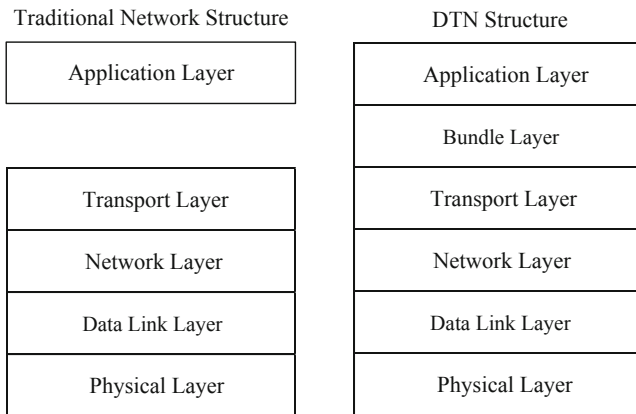 Traditional Network Structure
Application Layer
Transport Layer
Network Layer
Data Link Layer
Physical Layer
DTN Structure
Application Layer
Bundle Layer
Transport Layer
Network Layer
Data Link Layer
Physical Layer